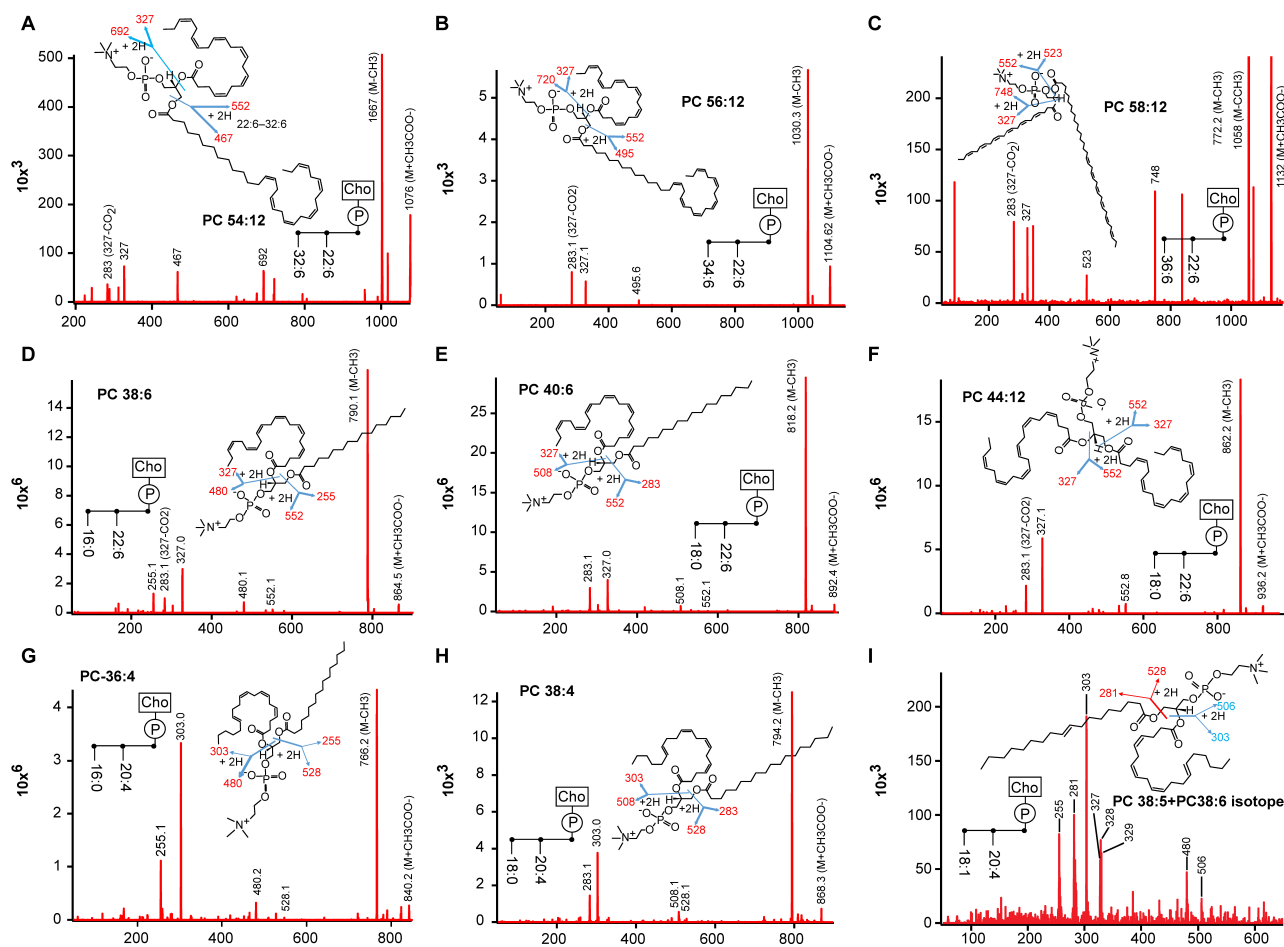 A
327
692
+ 2H
N+
O-
P
O
H
O
O
552
+ 2H
22:6–32:6
467
1667 (M-CH3)
1076 (M+CH3COO-)
500
400
300
200
100
0
10x3
283 (327-CO2)
327
467
692
PC 54:12
Cho
P
32:6
22:6
200
400
600
800
1000
B
PC 56:12
720
327
+ 2H
552
+ 2H
495
1030.3 (M-CH3)
1104.62 (M+CH3COO-)
5
4
2
1
0
10x3
283.1 (327-CO2)
327.1
495.6
Cho
P
34:6
22:6
200
400
600
800
1000
C
+ 2H
552
523
748
+ 2H
327
PC 58:12
772.2 (M-CH3)
1058 (M-CCH3)
1132 (M+CH3COO-)
200
150
100
50
0
10x3
283 (327-CO2)
327
523
748
Cho
P
36:6
22:6
200
400
600
800
1000
D
PC 38:6
790.1 (M-CH3)
14
12
10
8
6
4
2
0
10x6
327
+ 2H
480
+ 2H
255
552
Cho
P
16:0
22:6
255.1
283.1 (327-CO2)
327.0
480.1
552.1
864.5 (M+CH3COO-)
200
400
600
800
E
PC 40:6
818.2 (M-CH3)
25
20
15
10
5
0
10x6
327
+ 2H
508
+ 2H
283
552
Cho
P
18:0
22:6
283.1
327.0
508.1
552.1
892.4 (M+CH3COO-)
200
400
600
800
F
PC 44:12
862.2 (M-CH3)
15
10
5
0
10x6
552
+ 2H
327
+ 2H
327
552
Cho
P
18:0
22:6
283.1 (327-CO2)
327.1
552.8
936.2 (M+CH3COO-)
200
400
600
800
G
PC-36:4
766.2 (M-CH3)
4
3
2
1
0
10x6
Cho
P
16:0
20:4
303
+ 2H
480
+ 2H
255
528
255.1
303.0
480.2
528.1
840.2 (M+CH3COO-)
200
400
600
800
H
PC 38:4
794.2 (M-CH3)
12
10
8
6
4
2
0
10x3
303
508
+2H
+2H
283
528
Cho
P
18:0
20:4
283.1
303.0
508.1
528.1
868.3 (M+CH3COO-)
200
400
600
800
I
528
281
+ 2H
506
+ 2H
303
PC 38:5+PC38:6 isotope
200
150
100
50
0
10x3
Cho
P
18:1
20:4
255
281
303
327
328
329
480
506
100
200
300
400
500
600